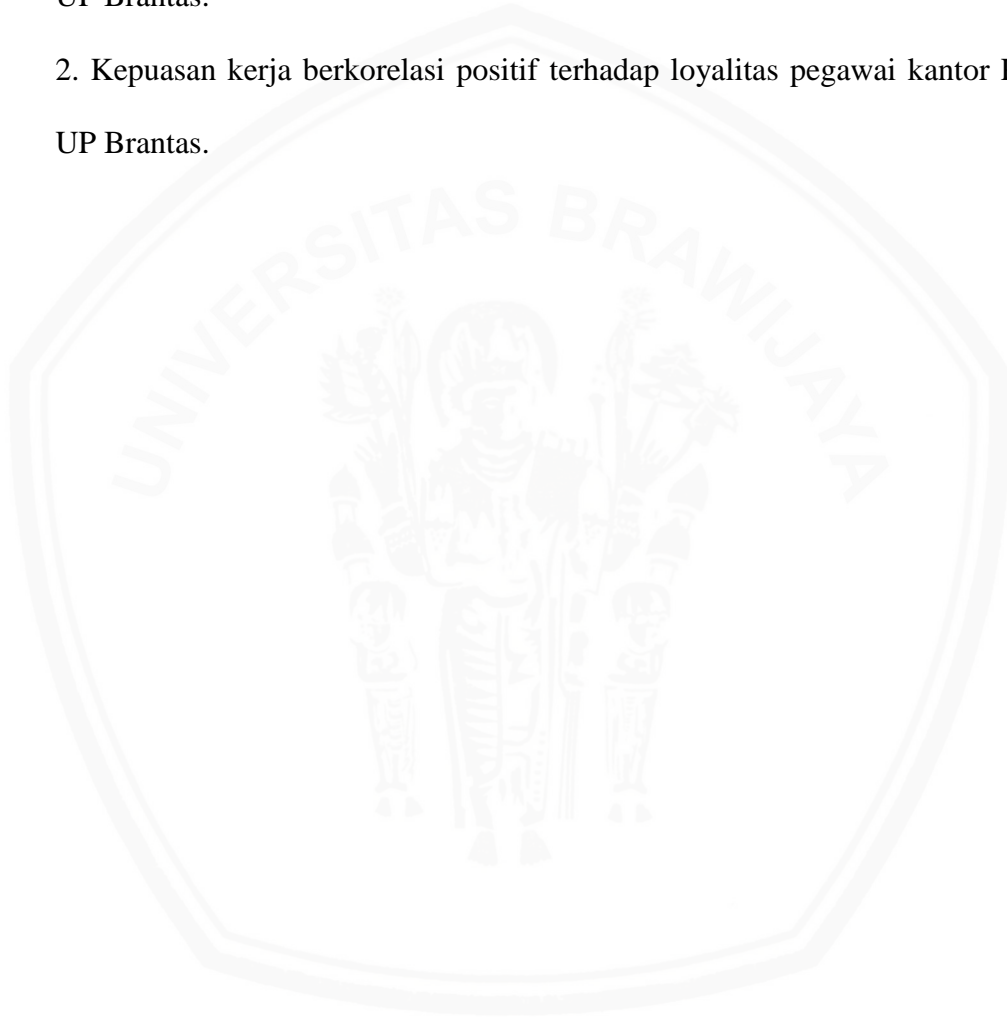 UP Brantas.
2. Kepuasan kerja berkorelasi positif terhadap loyalitas pegawai kantor
UP Brantas.
UNIVERSITAS BRAWIJAYA